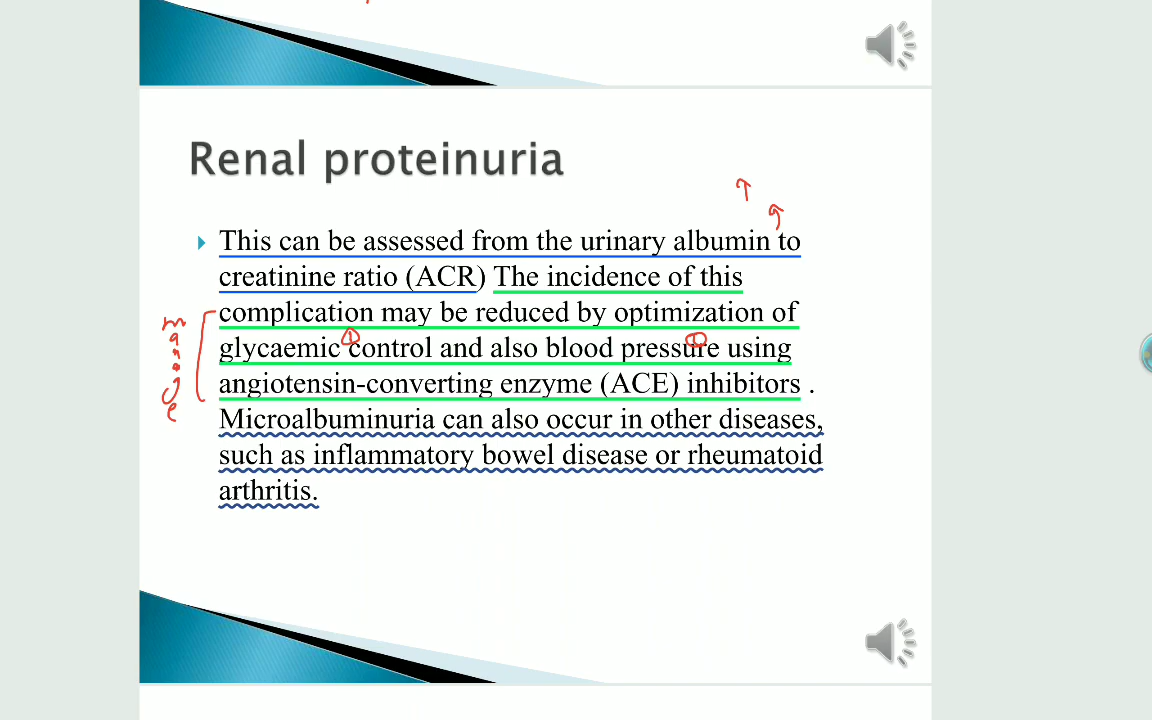 Renal proteinuria
This can be assessed from the urinary albumin to
creatinine ratio (ACR) The incidence of this
complication may be reduced by optimization of
glycaemic control and also blood pressure using
angiotensin-converting enzyme (ACE) inhibitors .
Microalbuminuria can also occur in other diseases,
such as inflammatory bowel disease or rheumatoid
arthritis.
1